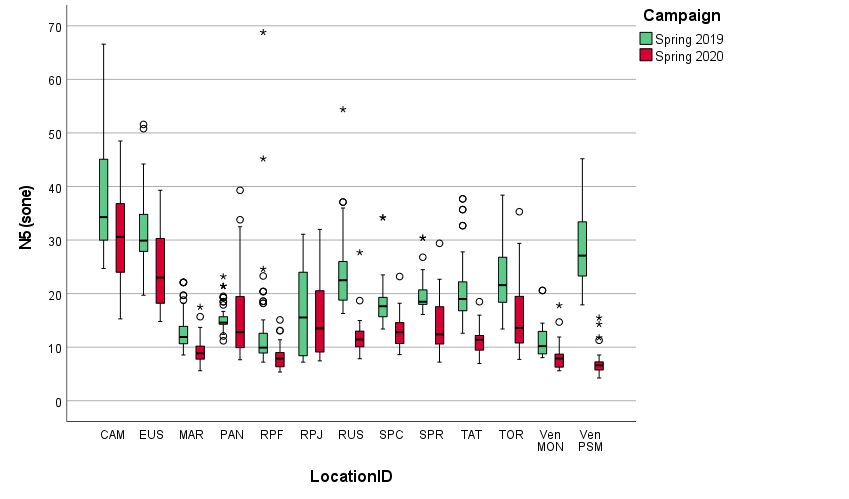 Campaign
Spring 2019
Spring 2020
N5 (sone)
70
60
50
40
30
20
10
0
CAM EUS MAR PAN RPF RPJ RUS SPC SPR TAT TOR Ven MON Ven PSM
LocationID